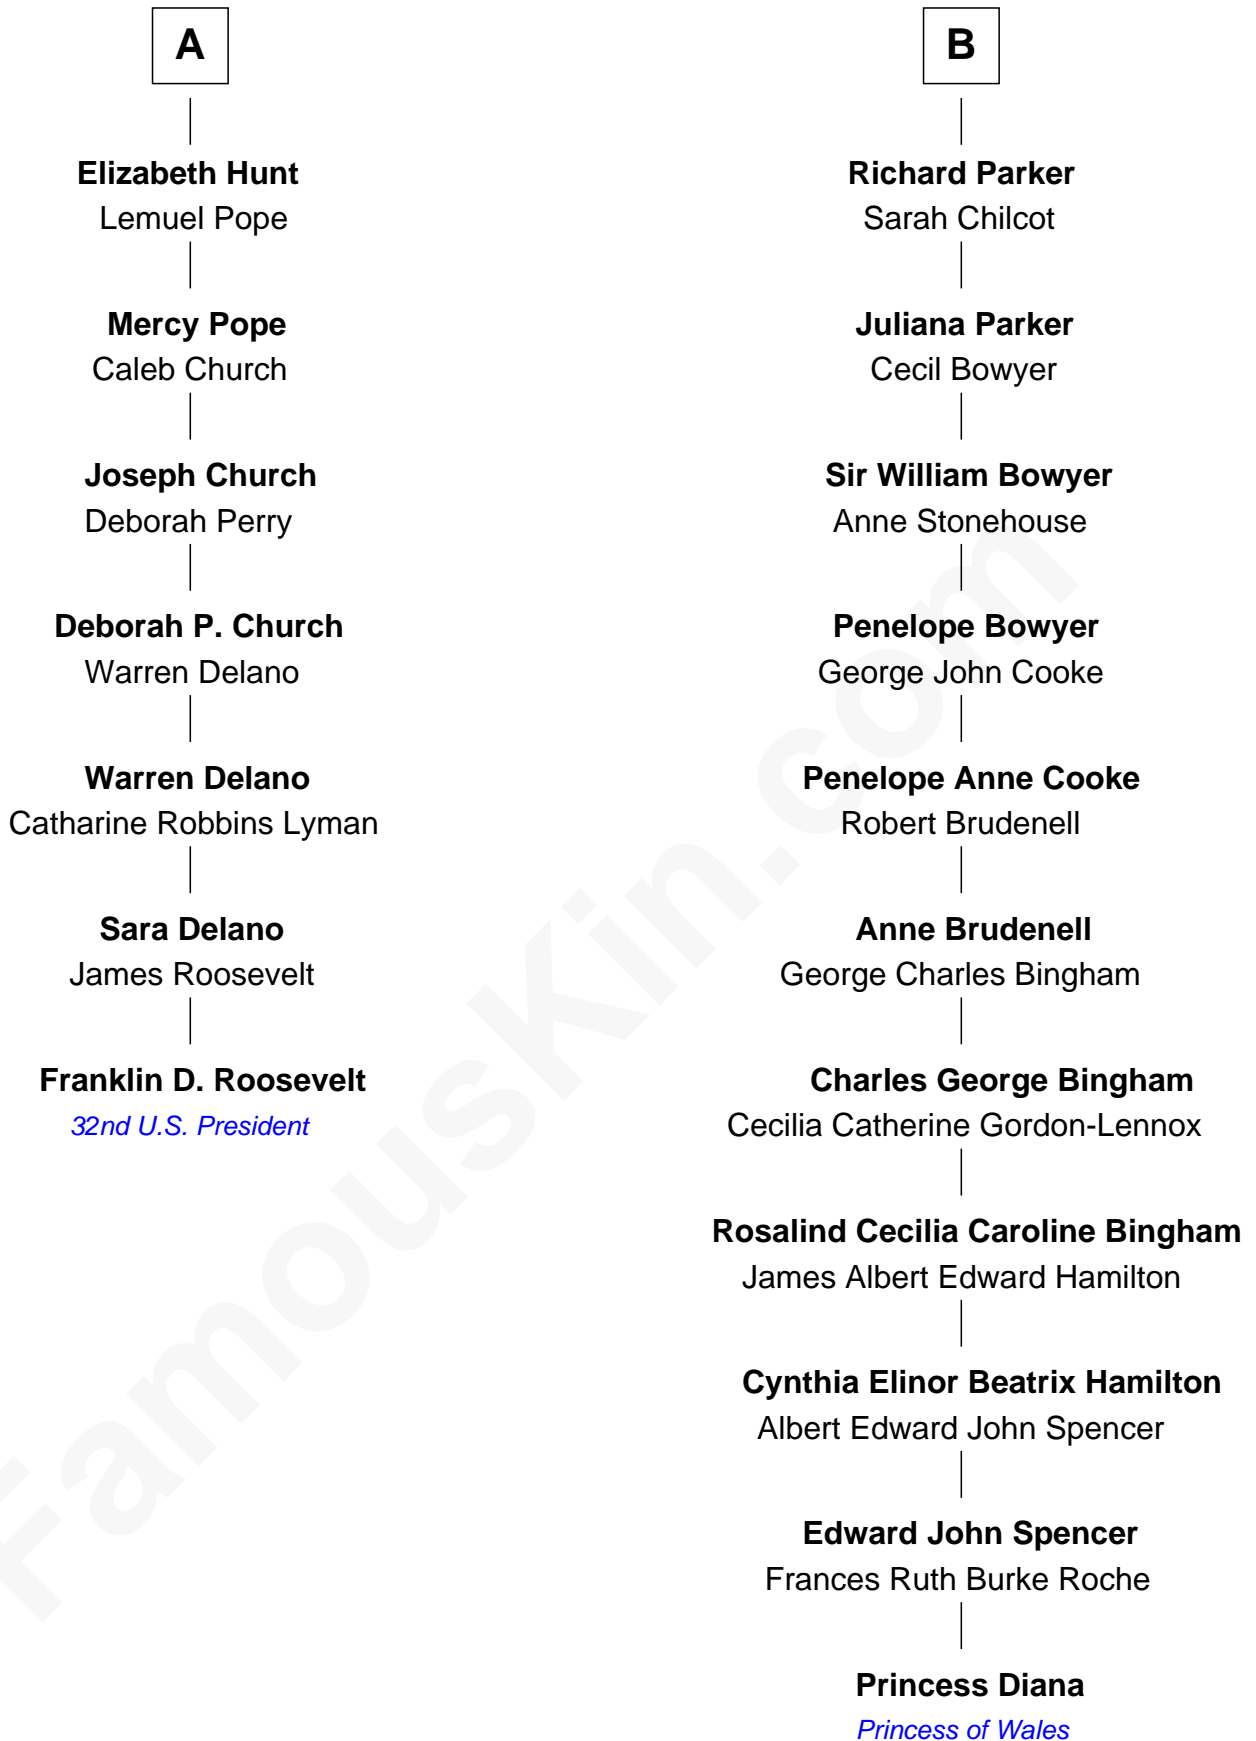 A
Elizabeth Hunt
Lemuel Pope
Mercy Pope
Caleb Church
Joseph Church
Deborah Perry
Deborah P. Church
Warren Delano
Warren Delano
Catharine Robbins Lyman
Sara Delano
James Roosevelt
Franklin D. Roosevelt
32nd U.S. President
B
Richard Parker
Sarah Chilcot
Juliana Parker
Cecil Bowyer
Sir William Bowyer
Anne Stonehouse
Penelope Bowyer
George John Cooke
Penelope Anne Cooke
Robert Brudenell
Anne Brudenell
George Charles Bingham
Charles George Bingham
Cecilia Catherine Gordon-Lennox
Rosalind Cecilia Caroline Bingham
James Albert Edward Hamilton
Cynthia Elinor Beatrix Hamilton
Albert Edward John Spencer
Edward John Spencer
Frances Ruth Burke Roche
Princess Diana
Princess of Wales
FamousKin.com